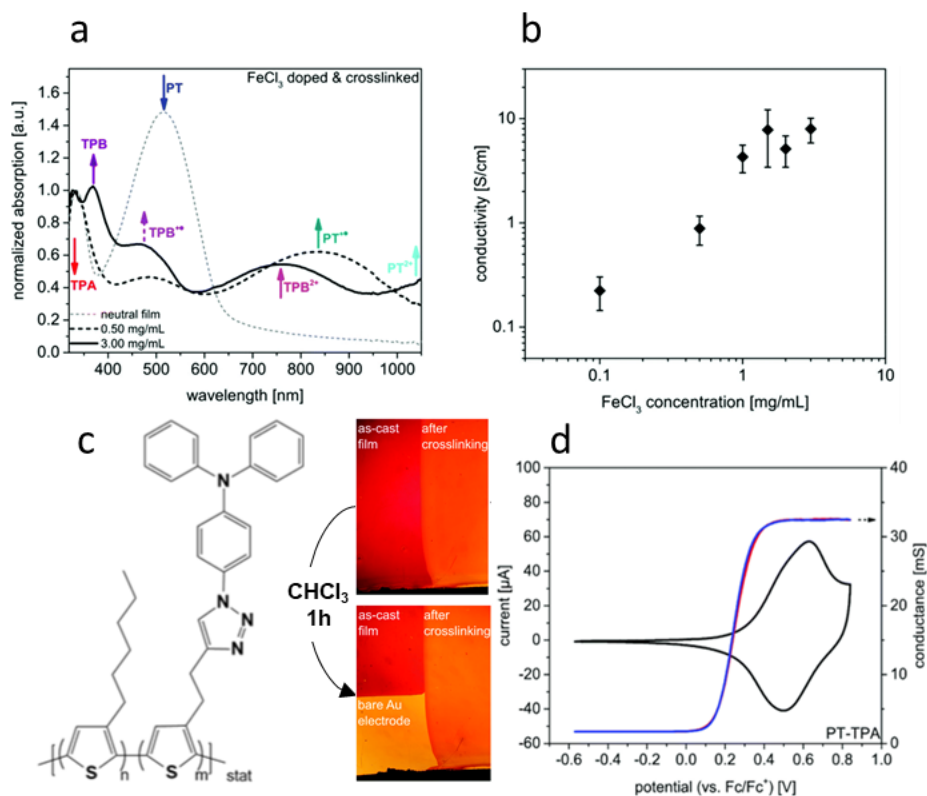 a
FeCl₃ doped & crosslinked
PT
TPB
TPB⁺•
PT⁺•
PT²⁺
TPA
TPB²⁺
neutral film
0.50 mg/mL
3.00 mg/mL
normalized absorption [a.u.]
1.6
1.4
1.2
1.0
0.8
0.6
0.4
0.2
0.0
400 500 600 700 800 900 1000
wavelength [nm]
b
conductivity [S/cm]
10
1
0.1
0.1 1 10
FeCl₃ concentration [mg/mL]
c
N
N
N
N
S
S
n
m
stat
as-cast film
after crosslinking
CHCl₃
1h
as-cast film
after crosslinking
bare Au electrode
d
current [µA]
100
80
60
40
20
0
-20
-40
-60
conductance [mS]
40
30
20
10
0
PT-TPA
-0.6 -0.4 -0.2 0.0 0.2 0.4 0.6 0.8 1.0
potential (vs. Fc/Fc⁺) [V]